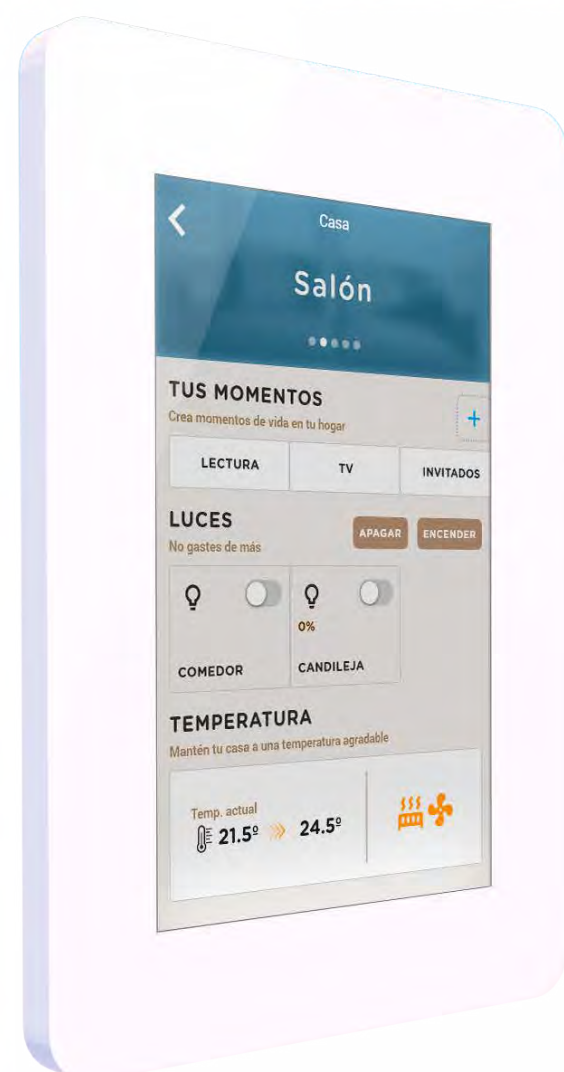 Casa
Salón
TUS MOMENTOS
Crea momentos de vida en tu hogar
+
LECTURA
TV
INVITADOS
LUCES
No gastes de más
APAGAR
ENCENDER
0%
COMEDOR
CANDILEJA
TEMPERATURA
Mantén tu casa a una temperatura agradable
Temp. actual
21.5º
24.5º